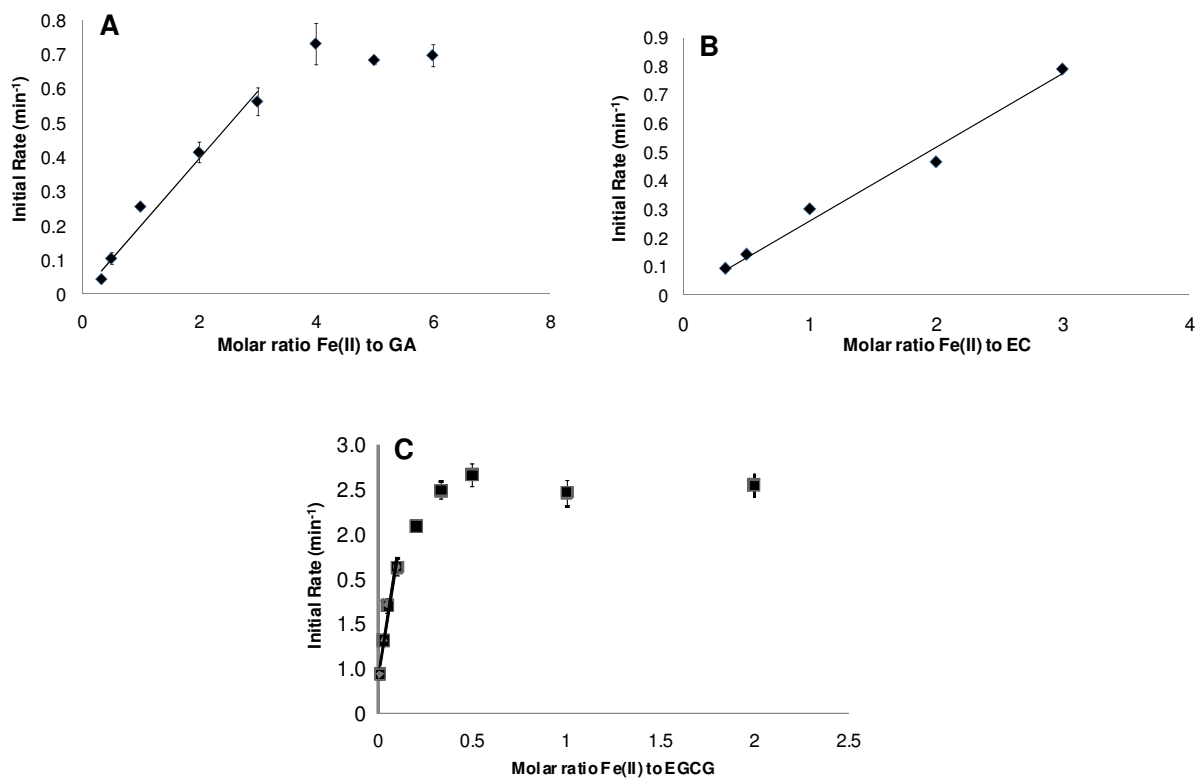 A
Initial Rate (min⁻¹)
0.8
0.7
0.6
0.5
0.4
0.3
0.2
0.1
0
0 2 4 6 8
Molar ratio Fe(II) to GA
B
Initial Rate (min⁻¹)
0.9
0.8
0.7
0.6
0.5
0.4
0.3
0.2
0.1
0
0 1 2 3 4
Molar ratio Fe(II) to EC
C
Initial Rate (min⁻¹)
3.0
2.5
2.0
0.5
1.5
1.0
0
0 0.5 1 1.5 2 2.5
Molar ratio Fe(II) to EGCG